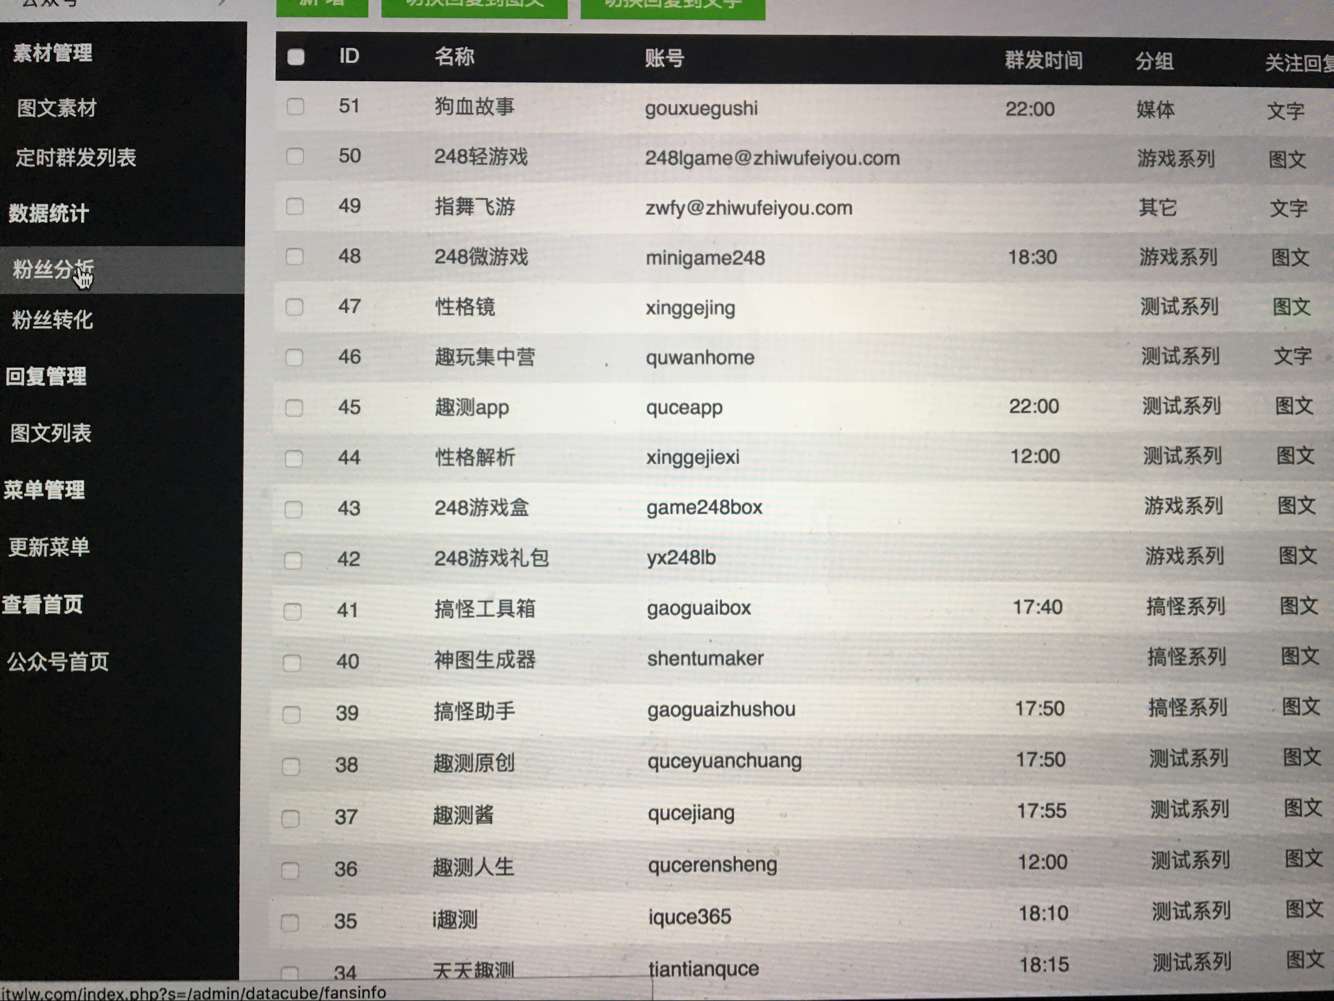 公众号
新 增 切换回复到图文 切换回复到文字
素材管理
图文素材
定时群发列表
数据统计
粉丝分析
粉丝转化
回复管理
图文列表
菜单管理
更新菜单
查看首页
公众号首页
ID 名称 账号 群发时间 分组 关注回复
51 狗血故事 gouxuegushi 22:00 媒体 文字
50 248轻游戏 248lgame@zhiwufeiyou.com 游戏系列 图文
49 指舞飞游 zwfy@zhiwufeiyou.com 其它 文字
48 248微游戏 minigame248 18:30 游戏系列 图文
47 性格镜 xinggejing 测试系列 图文
46 趣玩集中营 quwanhome 测试系列 文字
45 趣测app quceapp 22:00 测试系列 图文
44 性格解析 xinggejiexi 12:00 测试系列 图文
43 248游戏盒 game248box 游戏系列 图文
42 248游戏礼包 yx248lb 游戏系列 图文
41 搞怪工具箱 gaoguaibox 17:40 搞怪系列 图文
40 神图生成器 shentumaker 搞怪系列 图文
39 搞怪助手 gaoguaizhushou 17:50 搞怪系列 图文
38 趣测原创 quceyuanchuang 17:50 测试系列 图文
37 趣测酱 qucejiang 17:55 测试系列 图文
36 趣测人生 qucerensheng 12:00 测试系列 图文
35 i趣测 iquce365 18:10 测试系列 图文
34 天天趣测 tiantianquce 18:15 测试系列 图文
itwlw.com/index.php?s=/admin/datacube/fansinfo